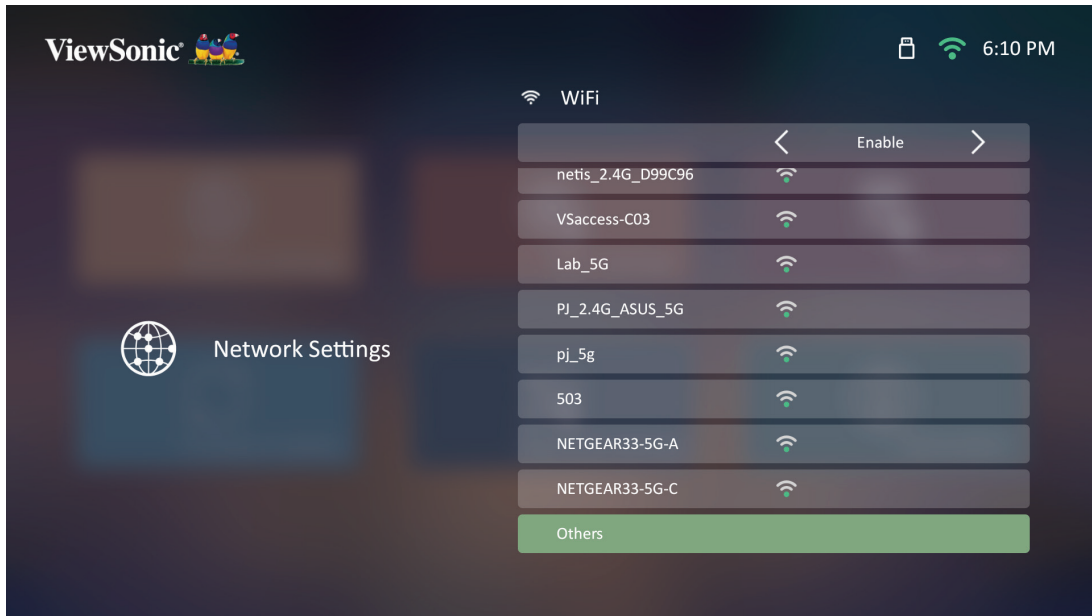 ViewSonic
6:10 PM
WiFi
Enable
netis_2.4G_D99C96
VSaccess-C03
Lab_5G
PJ_2.4G_ASUS_5G
pj_5g
503
NETGEAR33-5G-A
NETGEAR33-5G-C
Others
Network Settings